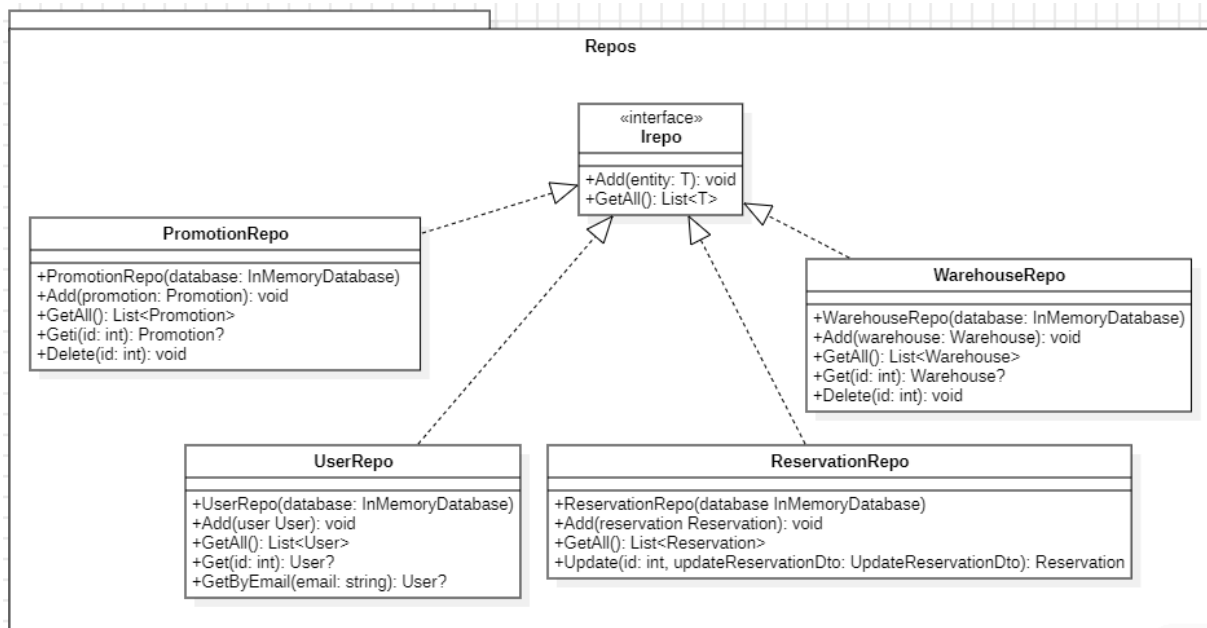 Repos
«interface»
Irepo
+Add(entity: T): void
+GetAll(): List<T>
PromotionRepo
+PromotionRepo(database: InMemoryDatabase)
+Add(promotion: Promotion): void
+GetAll(): List<Promotion>
+Geti(id: int): Promotion?
+Delete(id: int): void
WarehouseRepo
+WarehouseRepo(database: InMemoryDatabase)
+Add(warehouse: Warehouse): void
+GetAll(): List<Warehouse>
+Get(id: int): Warehouse?
+Delete(id: int): void
UserRepo
+UserRepo(database: InMemoryDatabase)
+Add(user User): void
+GetAll(): List<User>
+Get(id: int): User?
+GetByEmail(email: string): User?
ReservationRepo
+ReservationRepo(database InMemoryDatabase)
+Add(reservation Reservation): void
+GetAll(): List<Reservation>
+Update(id: int, updateReservationDto: UpdateReservationDto): Reservation